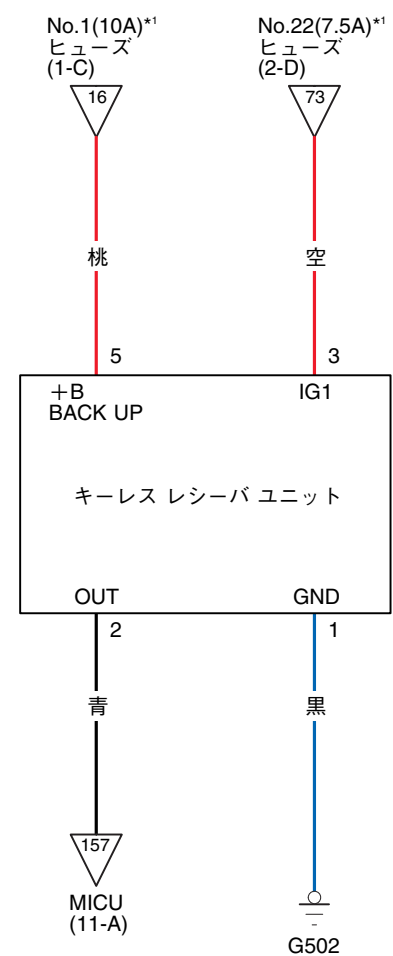 No.1(10A)*1
ヒューズ
(1-C)
16
No.22(7.5A)*1
ヒューズ
(2-D)
73
桃
空
5
3
+B
BACK UP
IG1
キーレス レシーバ ユニット
OUT
GND
2
1
青
黒
157
MICU
(11-A)
G502